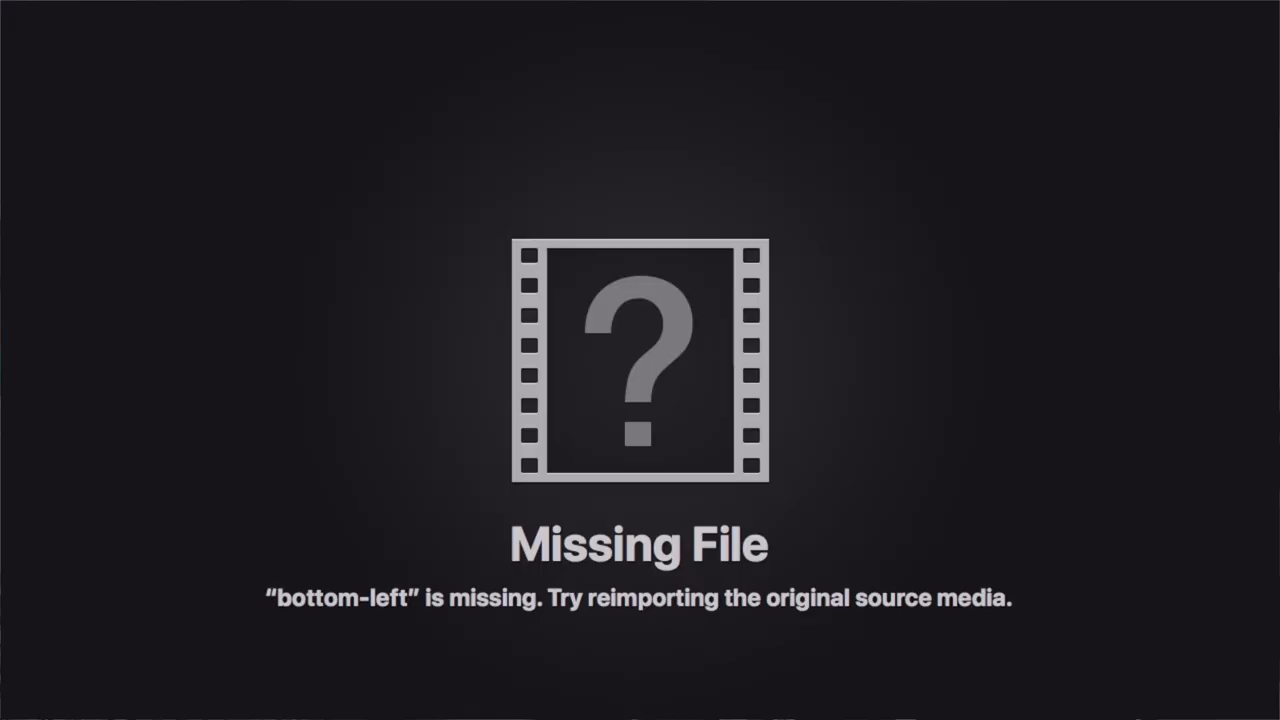 ?
Missing File
“bottom-left” is missing. Try reimporting the original source media.